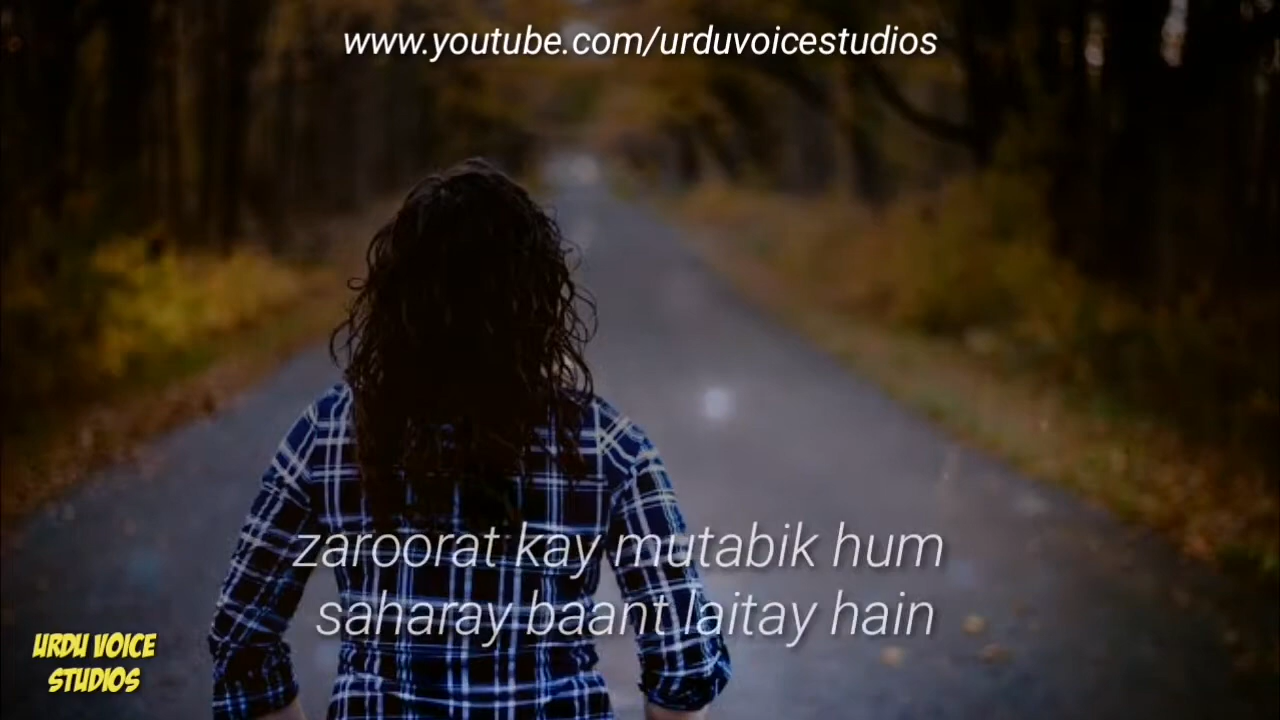 www.youtube.com/urduvoicestudios
zaroorat kay mutabik hum
saharay baant laitay hain
URDU VOICE
STUDIOS